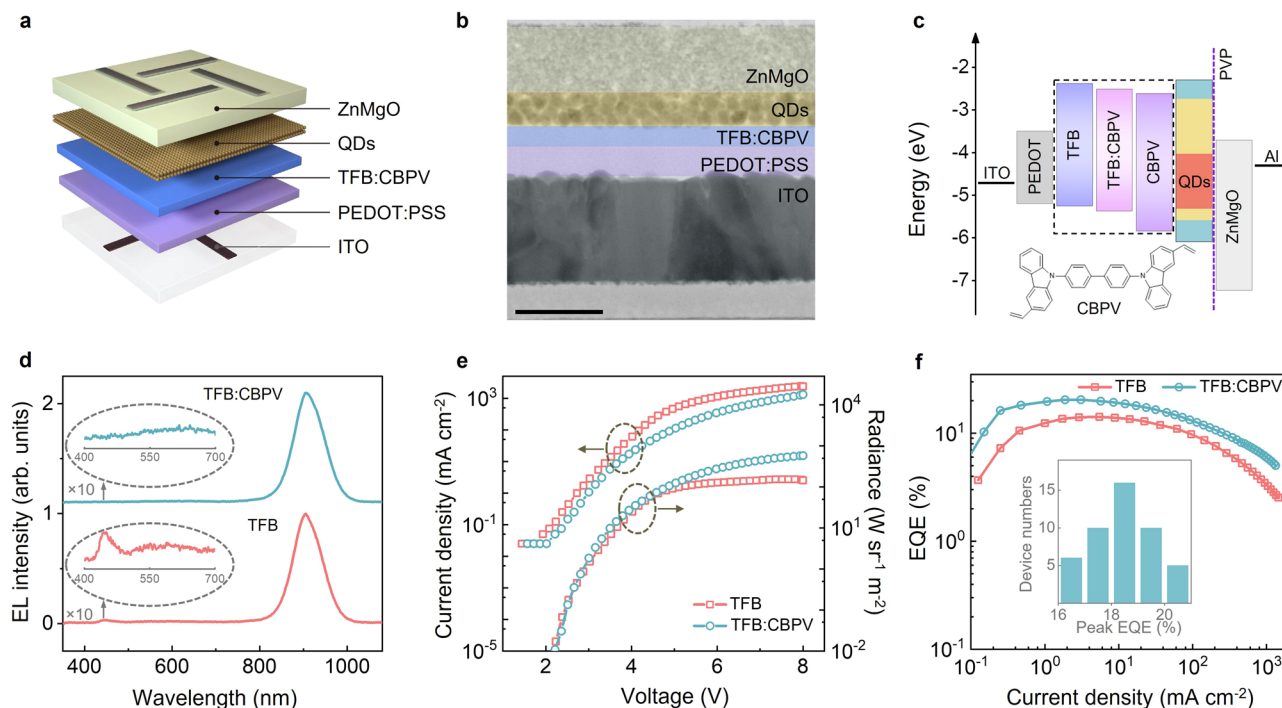 a
ZnMgO
QDs
TFB:CBPV
PEDOT:PSS
ITO
b
ZnMgO
QDs
TFB:CBPV
PEDOT:PSS
ITO
c
Energy (eV)
-2
-3
-4
-5
-6
-7
ITO
PEDOT
TFB
TFB:CBPV
CBPV
QDs
PVP
ZnMgO
Al
CBPV
N
N
d
EL intensity (arb. units)
2
1
0
TFB:CBPV
400 550 700
×10
TFB
400 550 700
×10
400 600 800 1000
Wavelength (nm)
e
Current density (mA cm⁻²)
10³
10¹
10⁻¹
10⁻³
10⁻⁵
Radiance (W sr⁻¹ m⁻²)
10⁴
10¹
10⁻²
TFB
TFB:CBPV
2 4 6 8
Voltage (V)
f
TFB TFB:CBPV
EQE (%)
10¹
10⁰
10⁻¹
Device numbers
15
10
5
16 18 20
Peak EQE (%)
10⁻¹ 10⁰ 10¹ 10² 10³
Current density (mA cm⁻²)